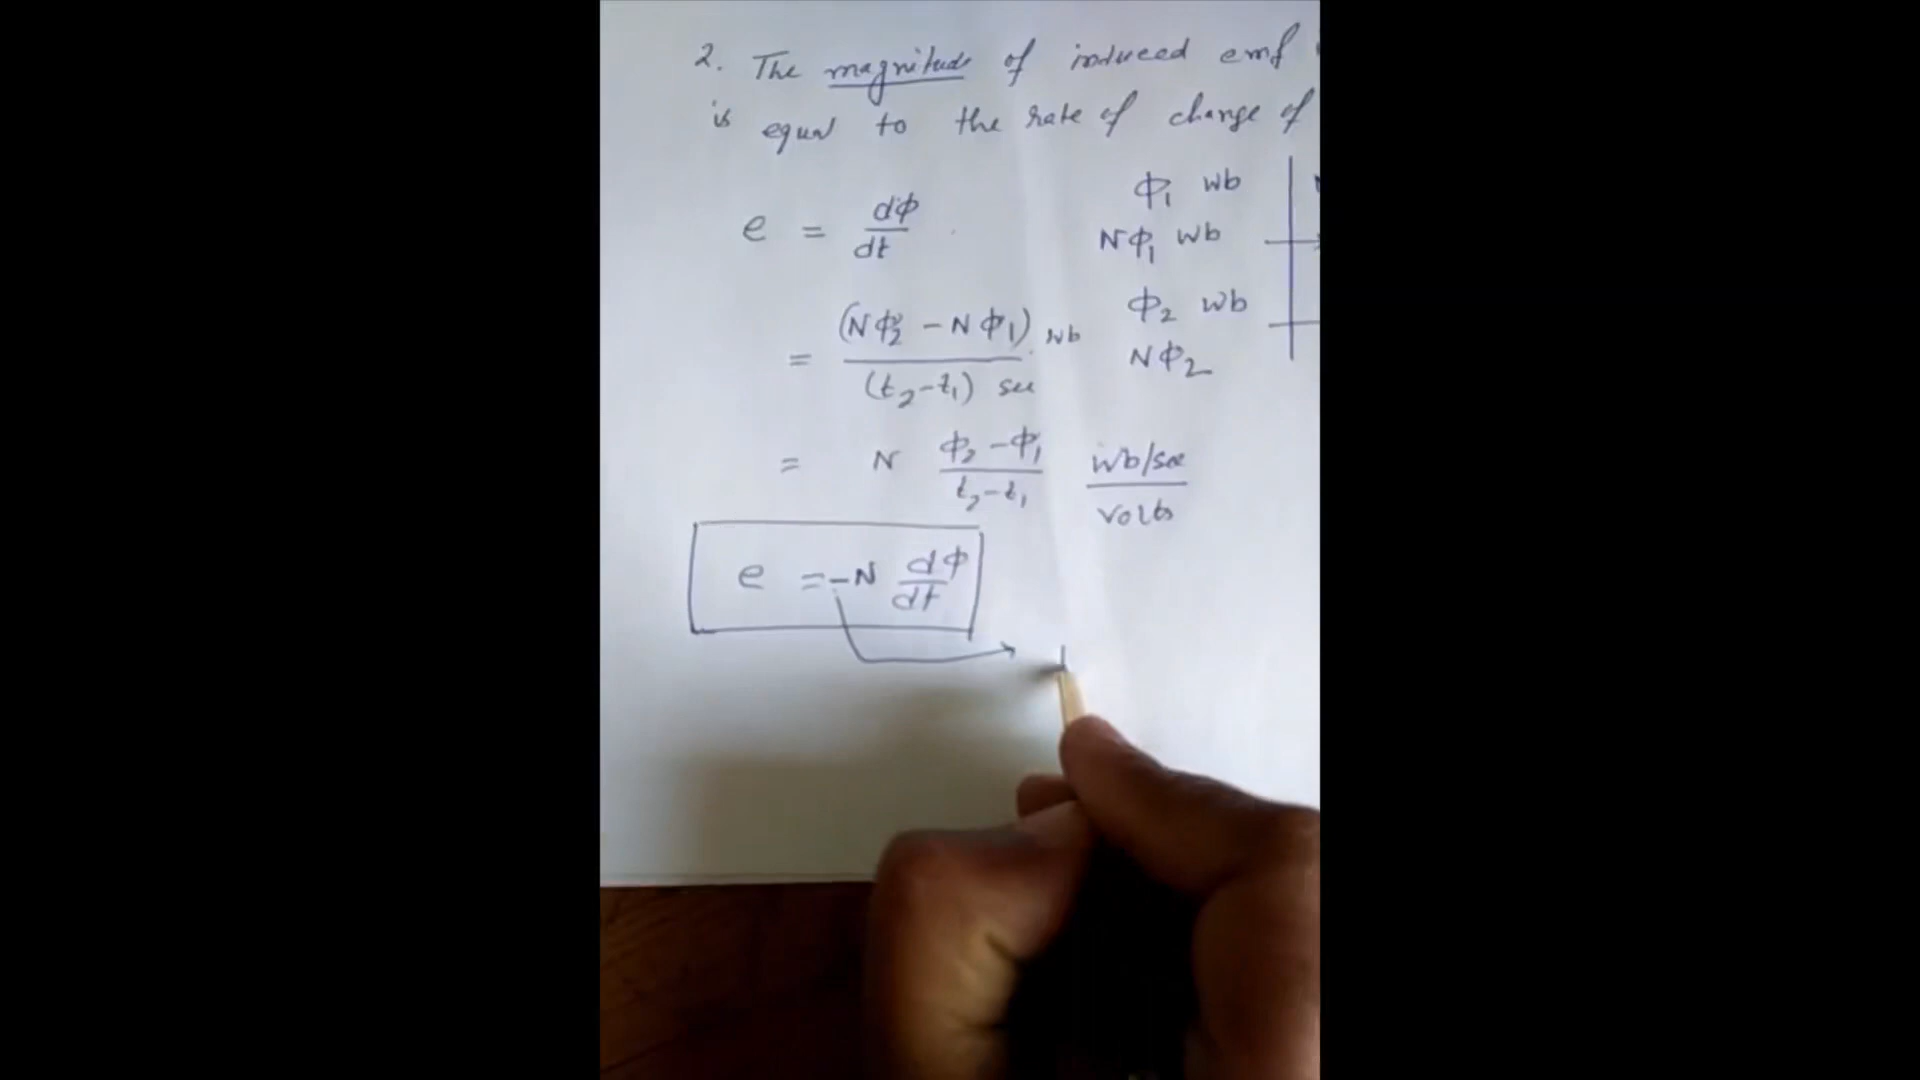 2. The magnitude of induced emf
is equal to the rate of change of
e = dφ/dt
φ₁ wb
Nφ₁ wb
φ₂ wb
Nφ₂
= (Nφ₂ - Nφ₁) wb / (t₂-t₁) sec
= N φ₂-φ₁ / t₂-t₁ wb/sec
volts
e = -N dφ/dt